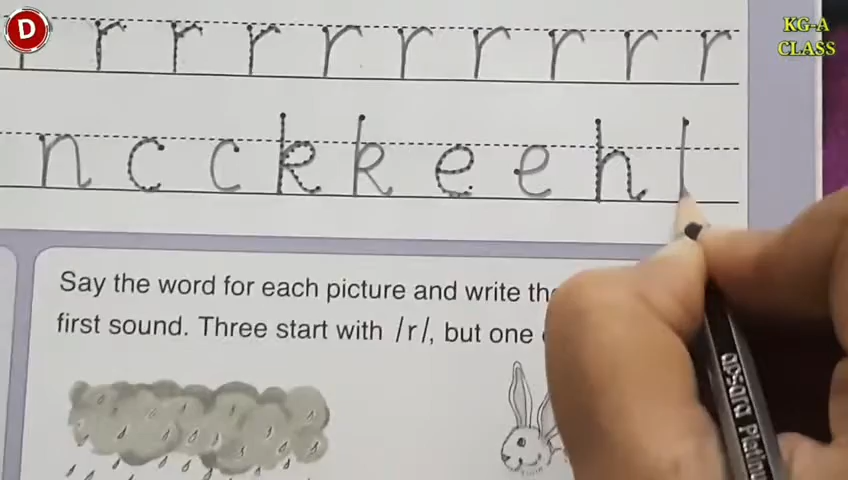 D
KG-A
CLASS
r r r r r r r r r
n c c k k e e h l
Say the word for each picture and write the
first sound. Three start with /r/, but one
apsara Platinum